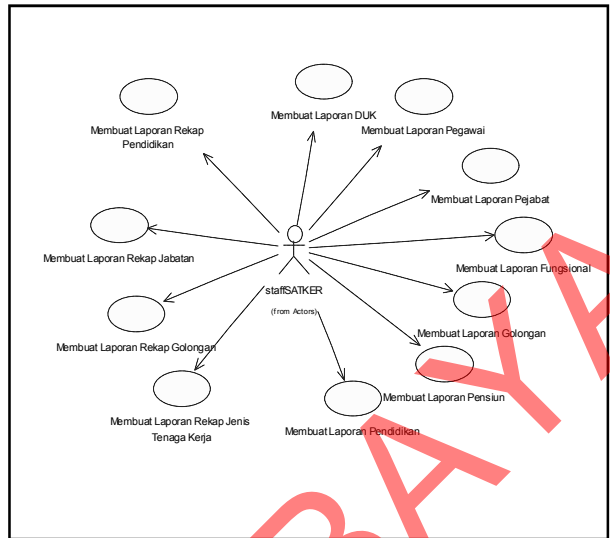 Membuat Laporan DUK
Membuat Laporan Pegawai
Membuat Laporan Rekap
Pendidikan
Membuat Laporan Pejabat
Membuat Laporan Rekap Jabatan
Membuat Laporan Fungsional
staffSATKER
(from Actors)
Membuat Laporan Golongan
Membuat Laporan Rekap Golongan
Membuat Laporan Pensiun
Membuat Laporan Rekap Jenis
Tenaga Kerja
Membuat Laporan Pendidikan
BAYA